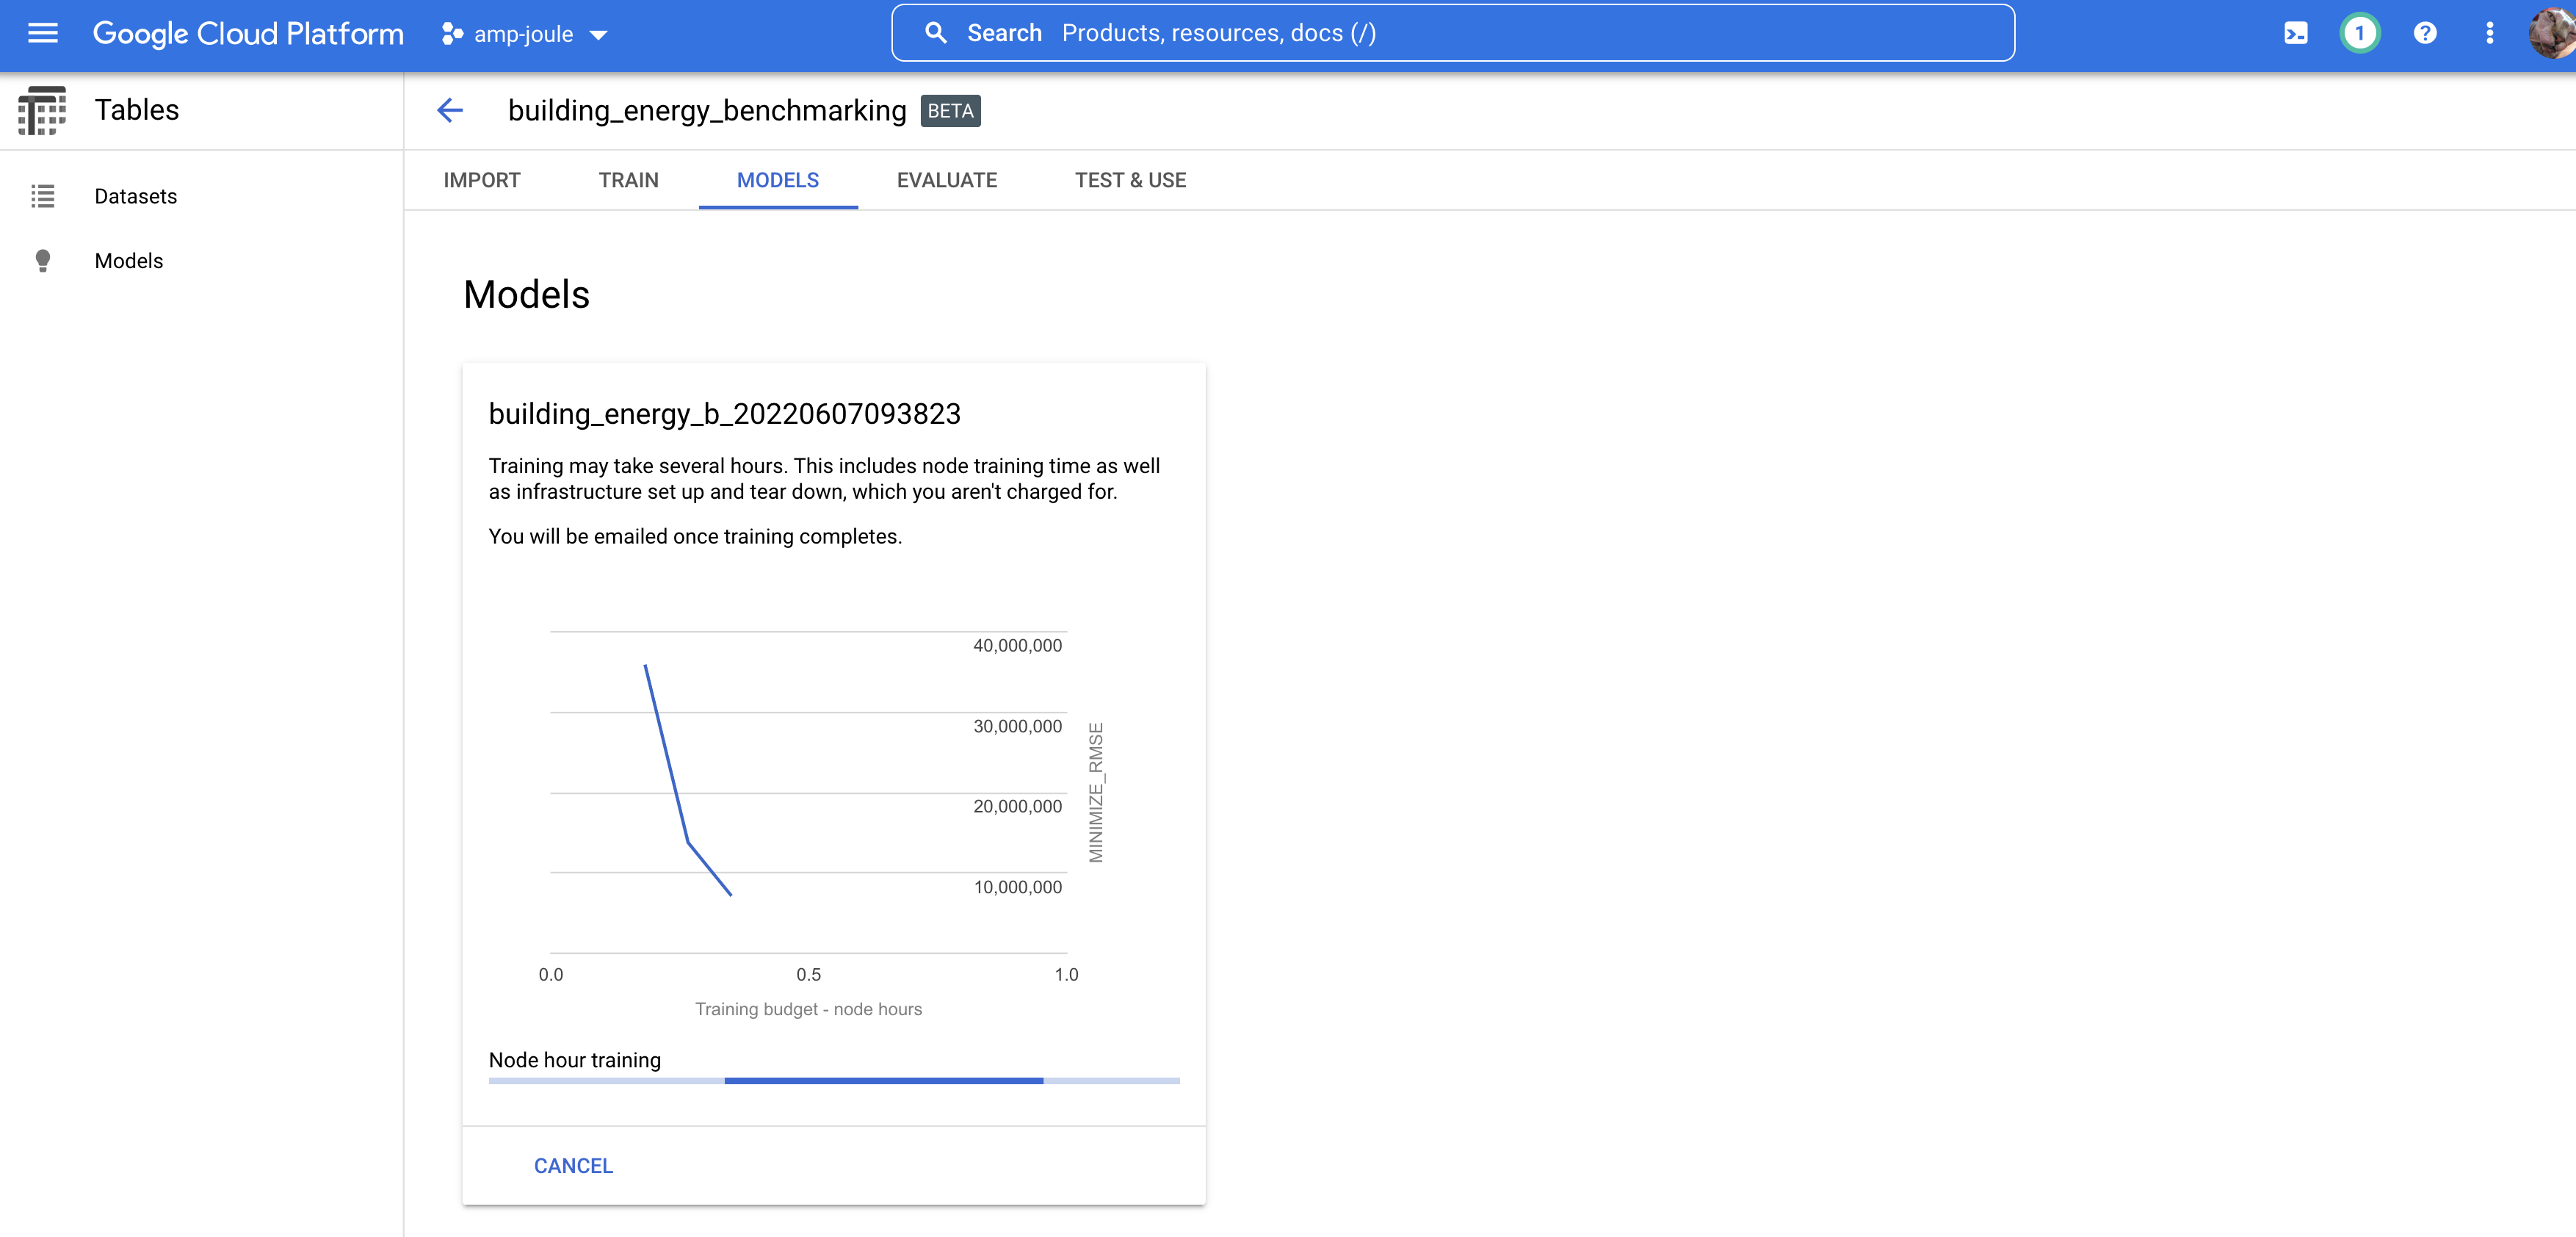 Google Cloud Platform
amp-joule
Search Products, resources, docs (/)
1
?
Tables
building_energy_benchmarking BETA
IMPORT TRAIN MODELS EVALUATE TEST & USE
Datasets
Models
Models
building_energy_b_20220607093823
Training may take several hours. This includes node training time as well
as infrastructure set up and tear down, which you aren't charged for.
You will be emailed once training completes.
40,000,000
30,000,000
20,000,000
10,000,000
MINIMIZE_RMSE
0.0 0.5 1.0
Training budget - node hours
Node hour training
CANCEL